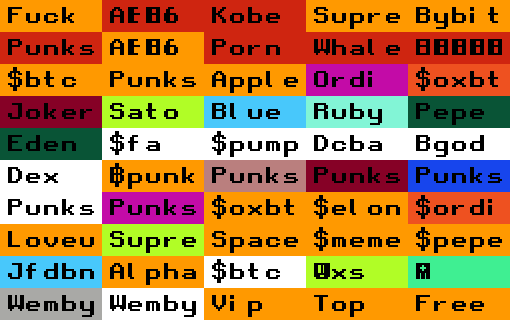 Fuck AE86 Kobe Supre Bybit
Punks AE86 Porn Whale 88888
$btc Punks Apple Ordi $oxbt
Joker Sato Blue Ruby Pepe
Eden $fa $pump Dcba Bgod
Dex $punk Punks Punks Punks
Punks Punks $oxbt $elon $ordi
Loveu Supre Space $meme $pepe
Jfdbn Alpha $btc xs
Wemby Wemby Vip Top Free